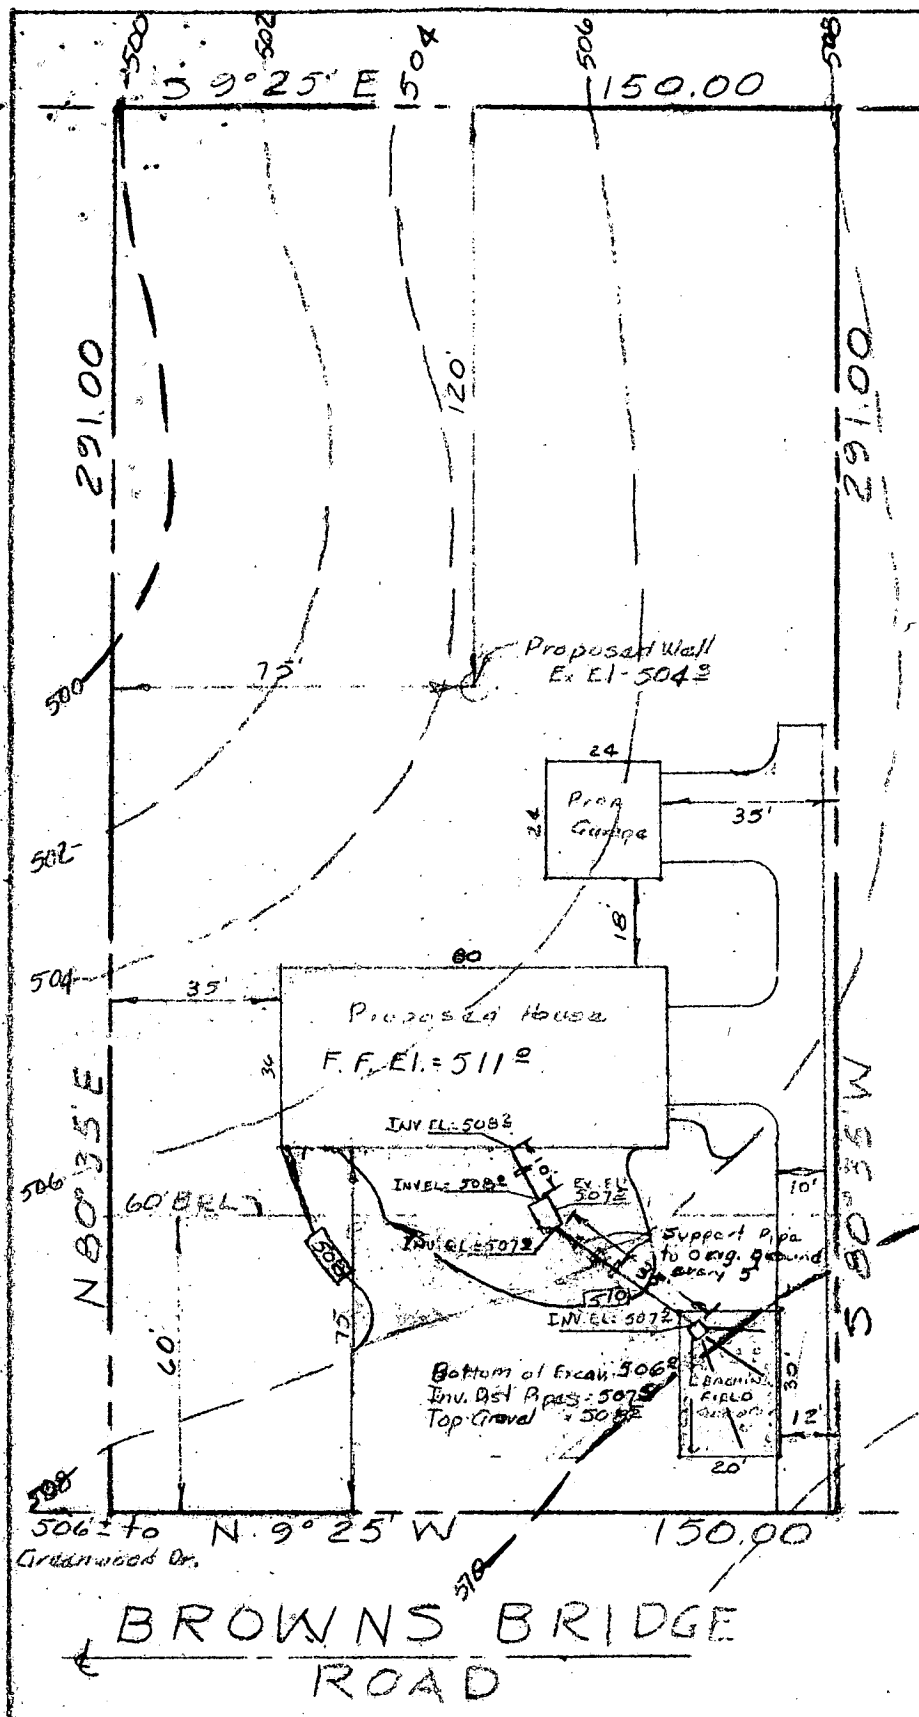 500
502
504
506
508
S 9° 25' E
150.00
291.00
291.00
120'
Proposed Well
Ex El-504
75'
500
24
24
Prop
Garage
35'
502
18'
504
80
35'
Proposed House
F. F. El. = 511
N 80° 35' E
S 80° 35' W
INV EL. 508
10'
INV EL. 508
Ex. El
507
506
60' BRL
10'
INV. EL. 507
Support Pipe
to Orig. Ground
every 5'
508
510
INV EL. 507
75'
60'
Bottom of Excav. 506
Inv. Dist Pipes = 507
Top Gravel = 508
FIELD
30'
12'
20'
508
506 ± to
Greenwood Dr.
N. 9° 25' W
150.00
510
BROWNS BRIDGE
ROAD